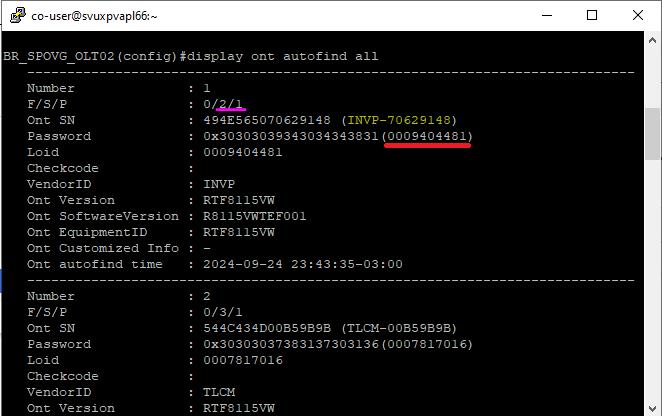 co-user@svuxpvapl66:~
BR_SPOVG_OLT02(config)#display ont autofind all
----------------------------------------------------------------------------
Number : 1
F/S/P : 0/2/1
Ont SN : 494E565070629148 (INVP-70629148)
Password : 0x30303039343034343831(0009404481)
Loid : 0009404481
Checkcode :
VendorID : INVP
Ont Version : RTF8115VW
Ont SoftwareVersion : R8115VWTEF001
Ont EquipmentID : RTF8115VW
Ont Customized Info : -
Ont autofind time : 2024-09-24 23:43:35-03:00
----------------------------------------------------------------------------
Number : 2
F/S/P : 0/3/1
Ont SN : 544C434D00B59B9B (TLCM-00B59B9B)
Password : 0x30303037383137303136(0007817016)
Loid : 0007817016
Checkcode :
VendorID : TLCM
Ont Version : RTF8115VW